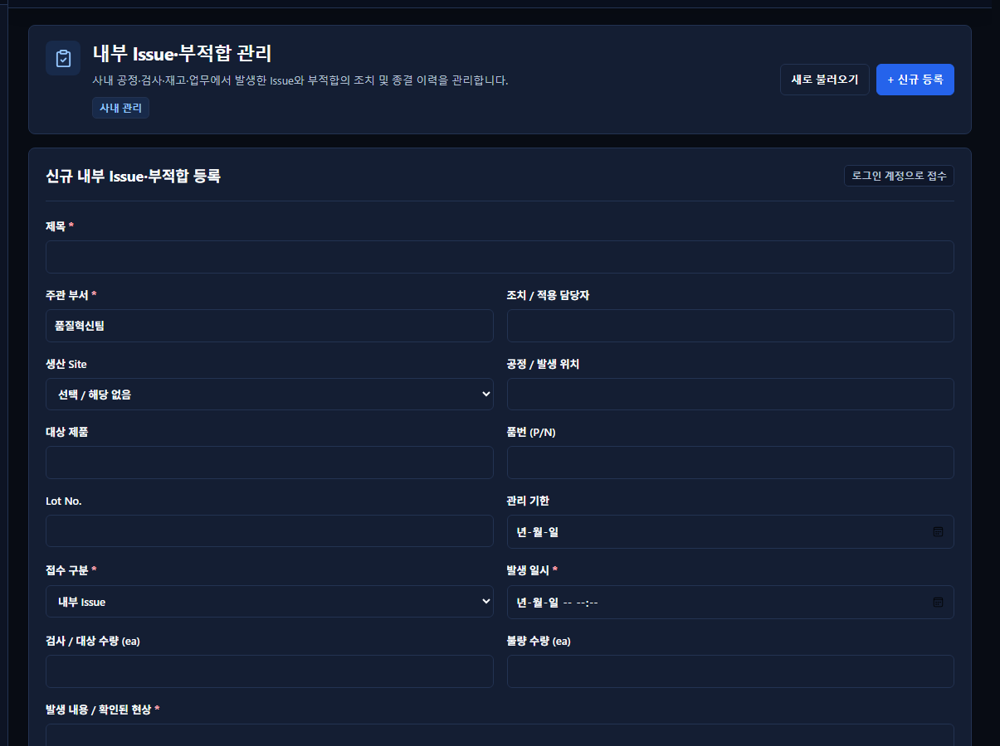 내부 Issue·부적합 관리
사내 공정·검사·재고·업무에서 발생한 Issue와 부적합의 조치 및 종결 이력을 관리합니다.
사내 관리
새로 불러오기
+ 신규 등록
신규 내부 Issue·부적합 등록
로그인 계정으로 접수
제목 *
주관 부서 *
조치 / 적용 담당자
품질혁신팀
생산 Site
공정 / 발생 위치
선택 / 해당 없음
대상 제품
품번 (P/N)
Lot No.
관리 기한
년-월-일
접수 구분 *
발생 일시 *
내부 Issue
년-월-일 -- --:--
검사 / 대상 수량 (ea)
불량 수량 (ea)
발생 내용 / 확인된 현상 *